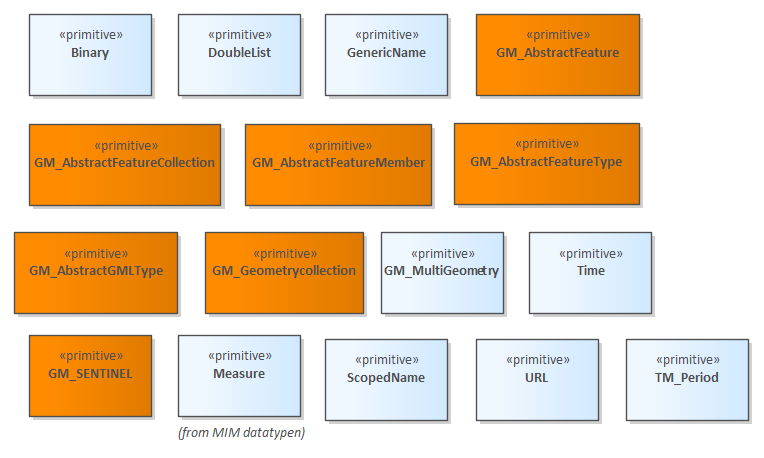 «primitive»
Binary
«primitive»
DoubleList
«primitive»
GenericName
«primitive»
GM_AbstractFeature
«primitive»
GM_AbstractFeatureCollection
«primitive»
GM_AbstractFeatureMember
«primitive»
GM_AbstractFeatureType
«primitive»
GM_AbstractGMLType
«primitive»
GM_Geometrycollection
«primitive»
GM_MultiGeometry
«primitive»
Time
«primitive»
GM_SENTINEL
«primitive»
Measure
(from MIM datatypen)
«primitive»
ScopedName
«primitive»
URL
«primitive»
TM_Period